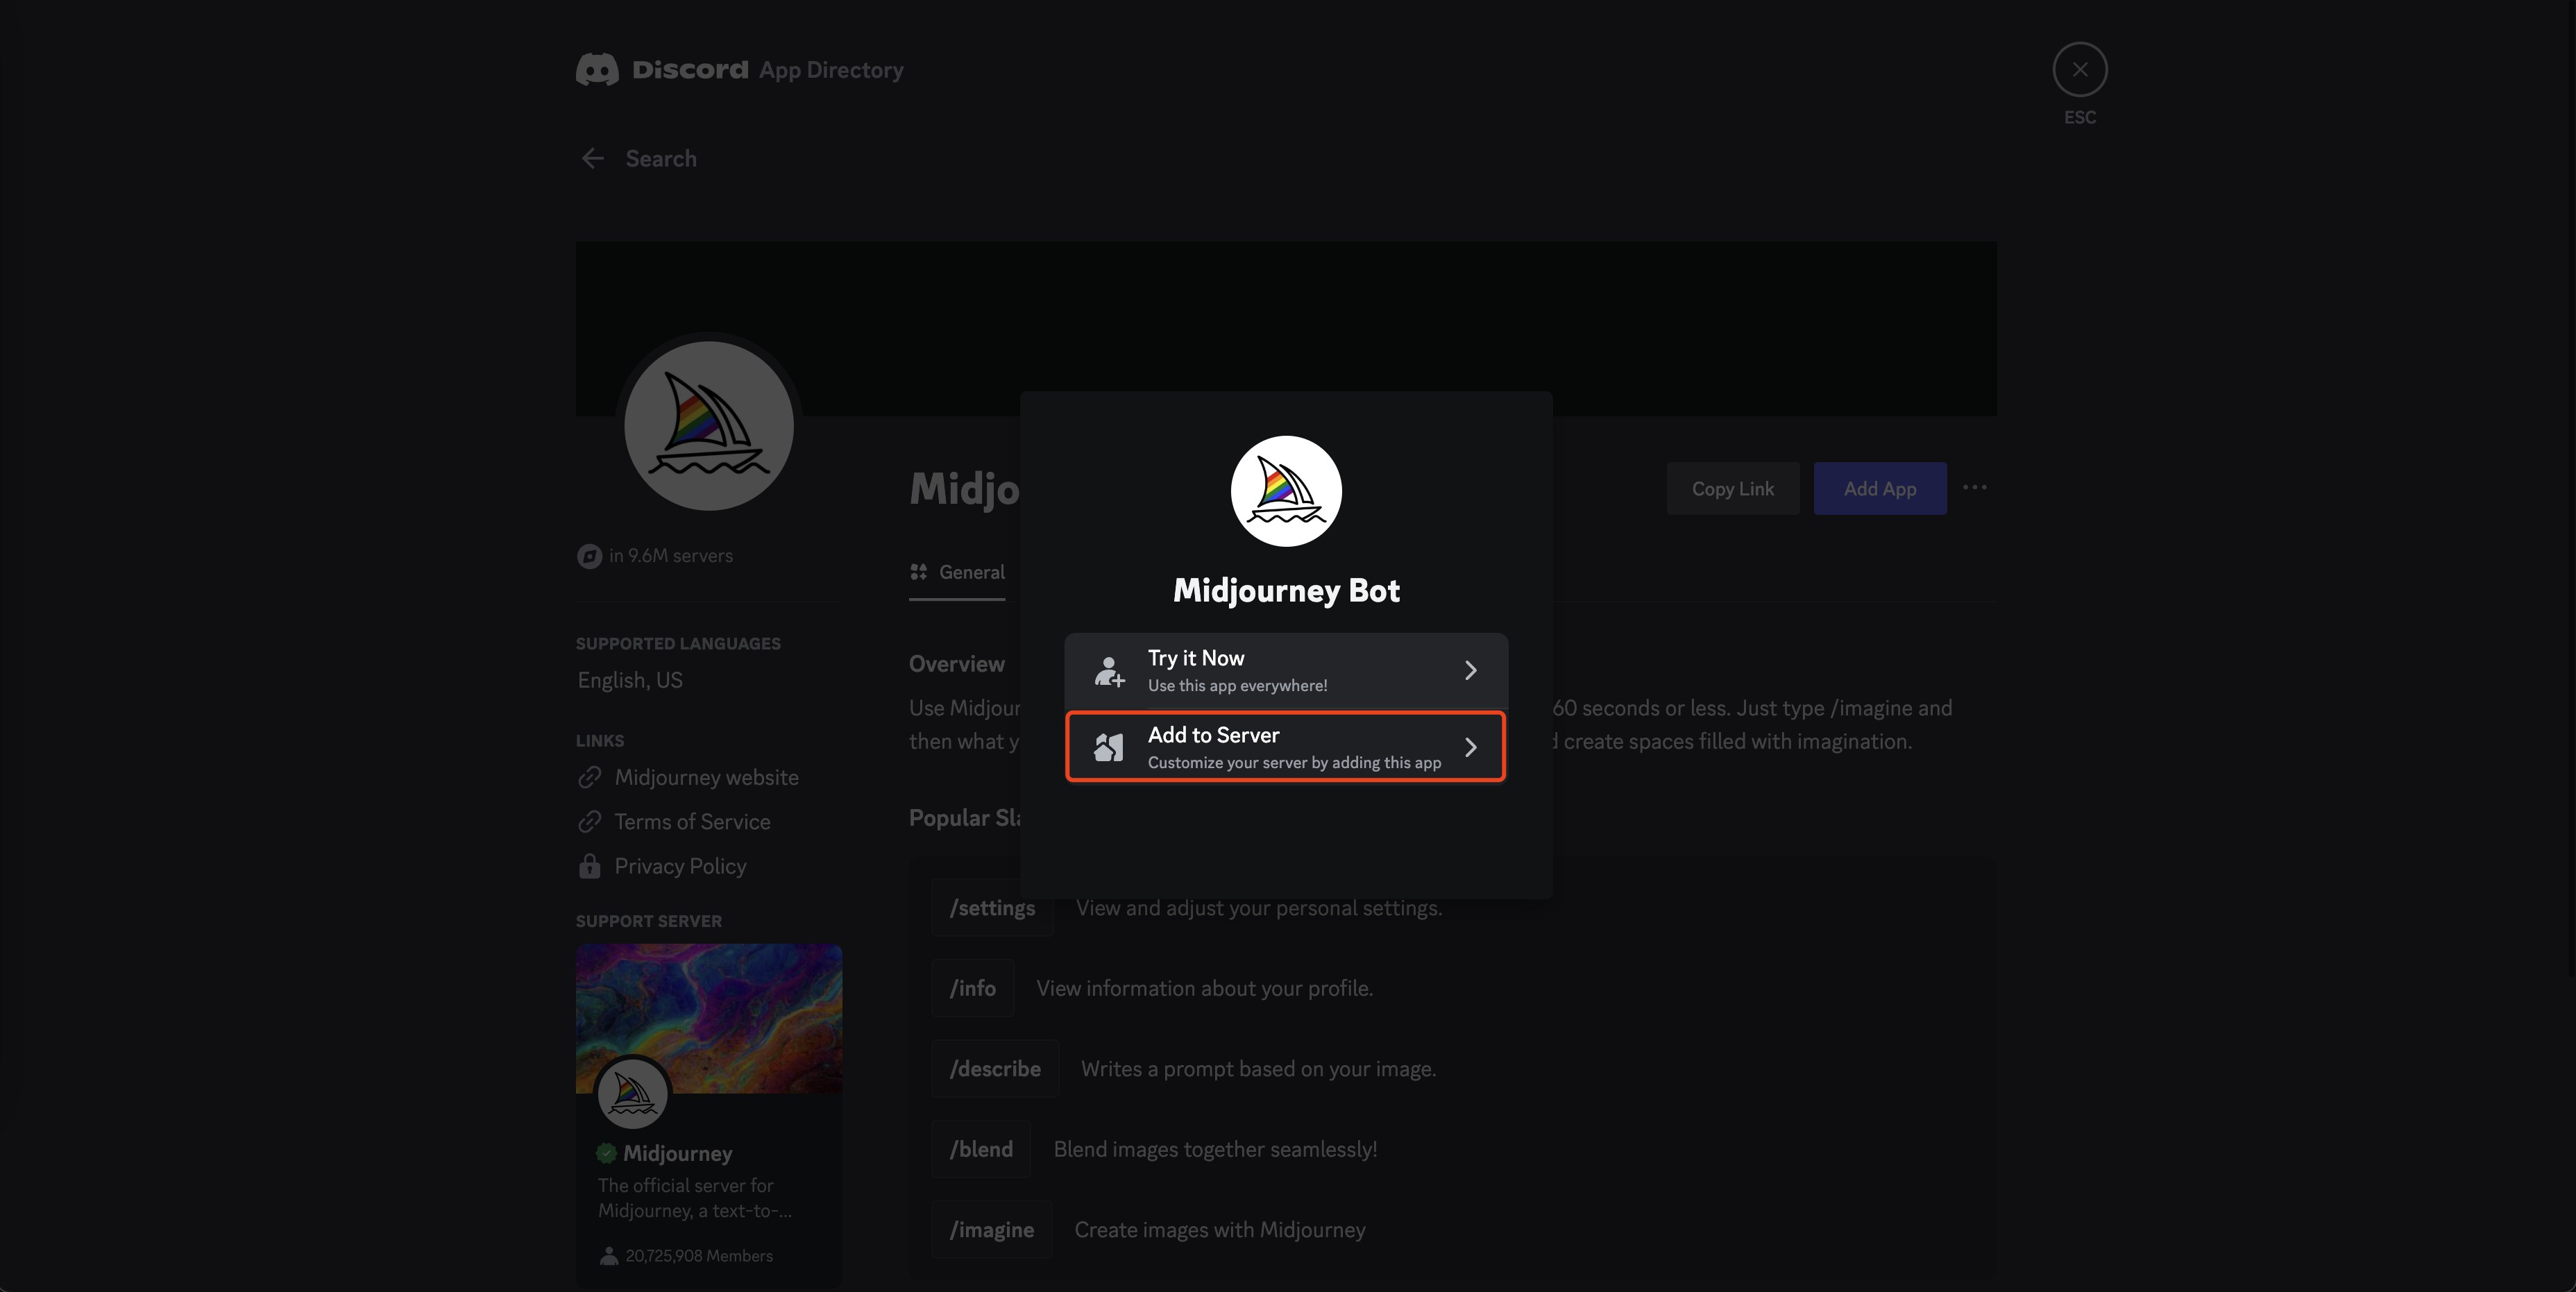 Discord App Directory
ESC
Search
Midjo
Copy Link
Add App
in 9.6M servers
General
SUPPORTED LANGUAGES
English, US
LINKS
Midjourney website
Terms of Service
Privacy Policy
SUPPORT SERVER
Midjourney
The official server for
Midjourney, a text-to-...
20,725,908 Members
Overview
Use Midjour 60 seconds or less. Just type /imagine and
then what y d create spaces filled with imagination.
Popular Sla
/settings View and adjust your personal settings.
/info View information about your profile.
/describe Writes a prompt based on your image.
/blend Blend images together seamlessly!
/imagine Create images with Midjourney
Midjourney Bot
Try it Now
Use this app everywhere!
Add to Server
Customize your server by adding this app